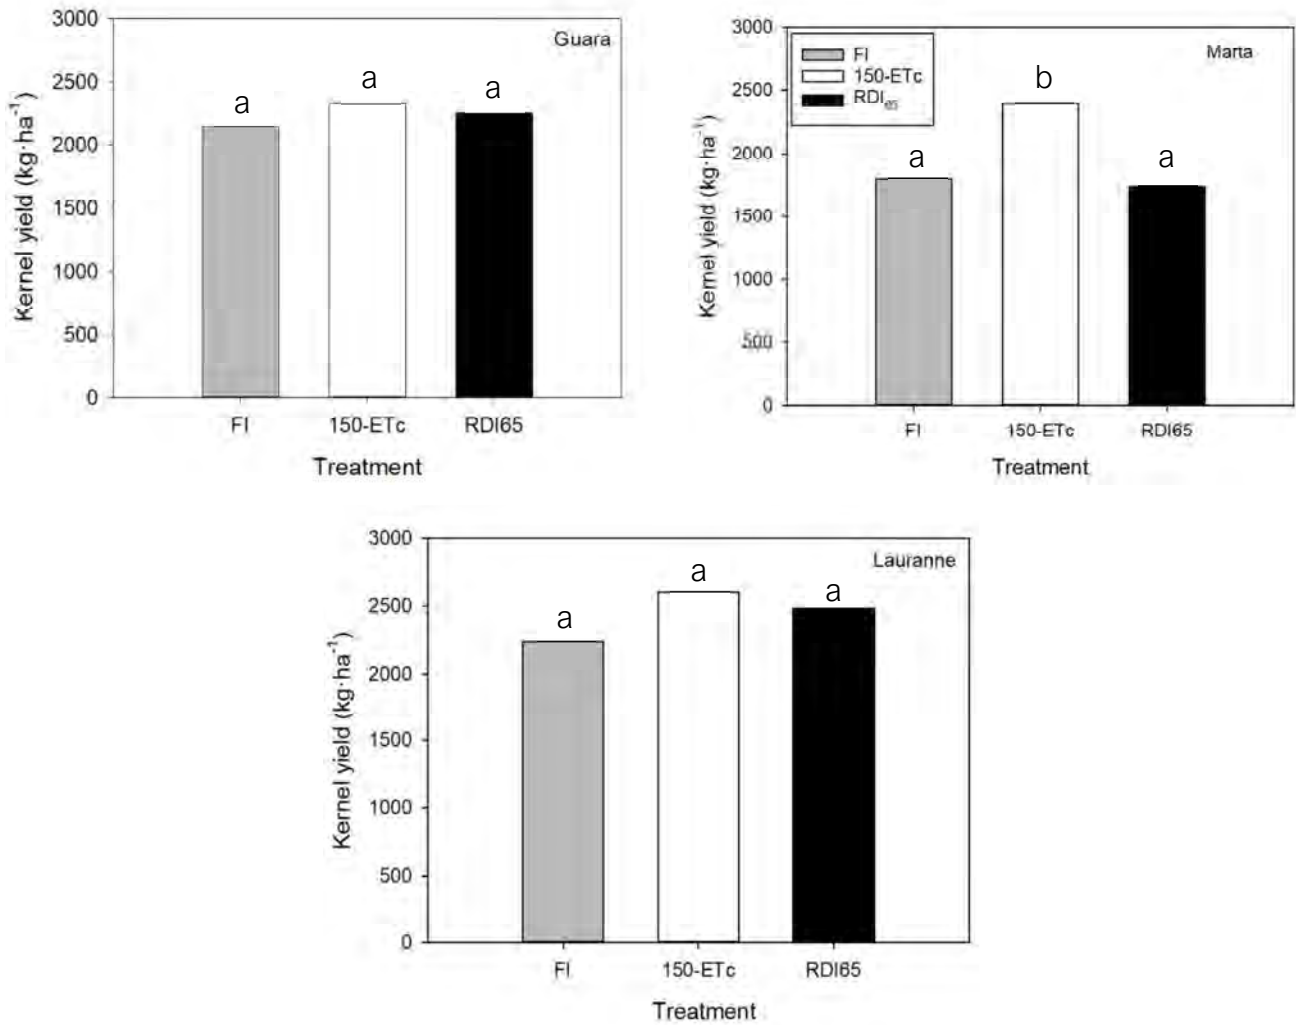 Guara
a
a
a
Kernel yield (kg·ha⁻¹)
3000
2500
2000
1500
1000
500
0
FI
150-ETc
RDI65
Treatment
Marta
FI
150-ETc
RDI₆₅
a
b
a
Kernel yield (kg·ha⁻¹)
3000
2500
2000
1500
1000
500
0
FI
150-ETc
RDI65
Treatment
Lauranne
a
a
a
Kernel yield (kg·ha⁻¹)
3000
2500
2000
1500
1000
500
0
FI
150-ETc
RDI65
Treatment